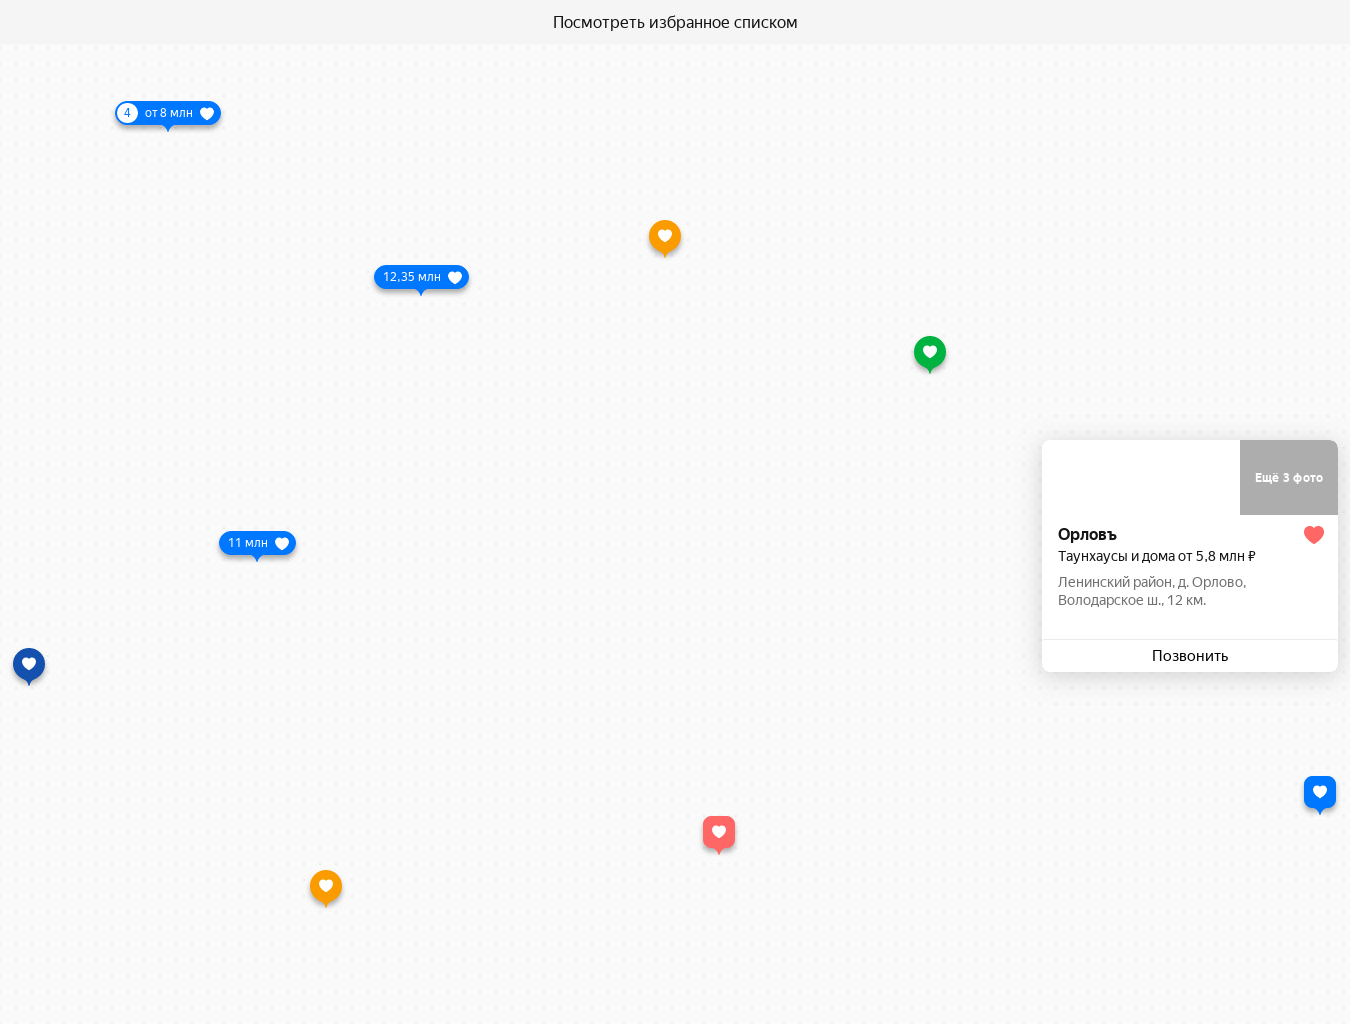 Посмотреть избранное списком
4 от 8 млн
12,35 млн
Ещё 3 фото
Орловъ
Таунхаусы и дома от 5,8 млн ₽
11 млн
Ленинский район, д. Орлово,
Володарское ш., 12 км.
Позвонить